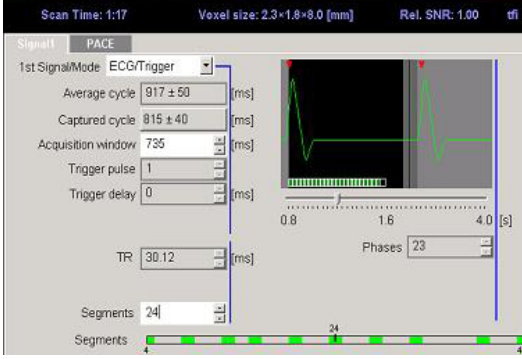 Scan Time: 1:17 Voxel size: 2.3×1.8×8.0 [mm] Rel. SNR: 1.00 tfi
Signal1 PACE
1st Signal/Mode ECG/Trigger
Average cycle 917 ± 50 [ms]
Captured cycle 815 ± 40 [ms]
Acquisition window 735 [ms]
Trigger pulse 1
Trigger delay 0 [ms]
0.8 1.6 4.0 [s]
Phases 23
TR 30.12 [ms]
Segments 24
24
Segments
4 4